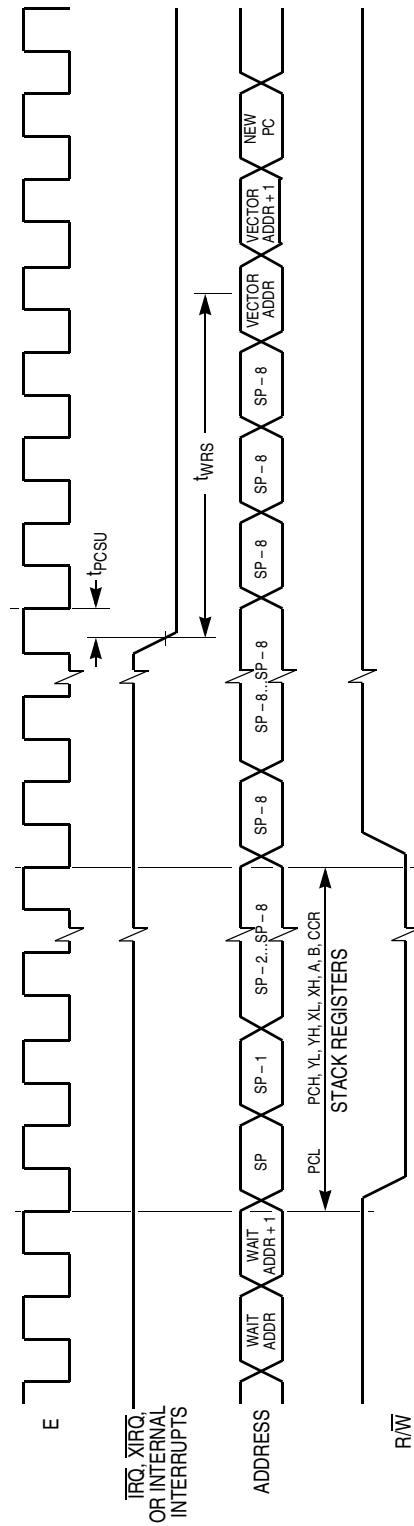 E
tPCSU
IRQ, XIRQ,
OR INTERNAL
INTERRUPTS
tWRS
ADDRESS
WAIT
ADDR
WAIT
ADDR + 1
SP
SP – 1
SP – 2...SP – 8
SP – 8
SP – 8...SP – 8
SP – 8
SP – 8
SP – 8
VECTOR
ADDR
VECTOR
ADDR + 1
NEW
PC
PCL
PCH, YL, YH, XL, XH, A, B, CCR
STACK REGISTERS
R/W